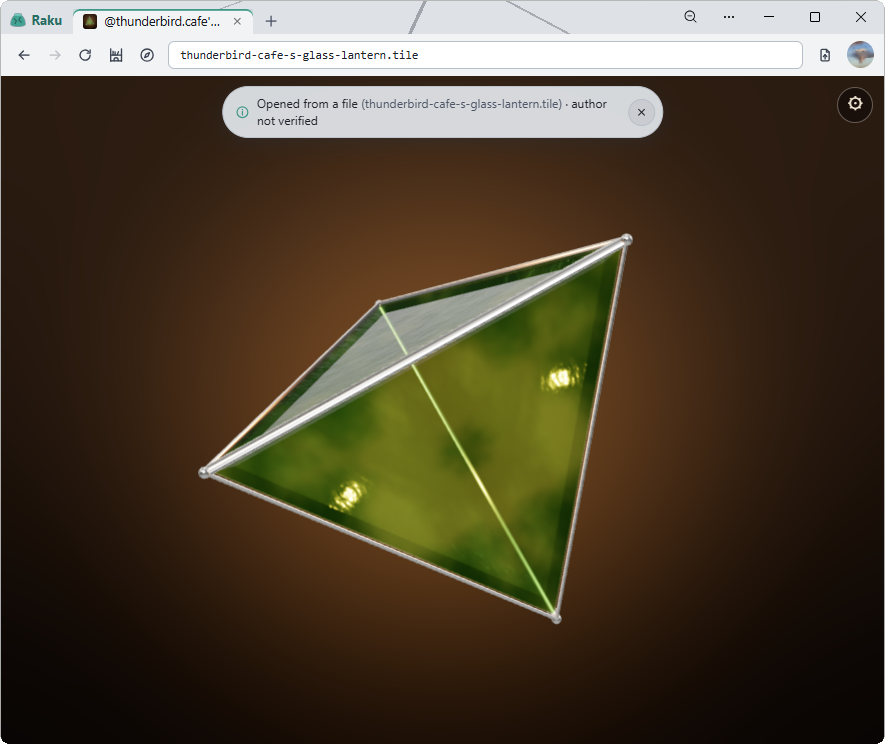 Raku
@thunderbird.cafe'...
thunderbird-cafe-s-glass-lantern.tile
Opened from a file (thunderbird-cafe-s-glass-lantern.tile) · author
not verified